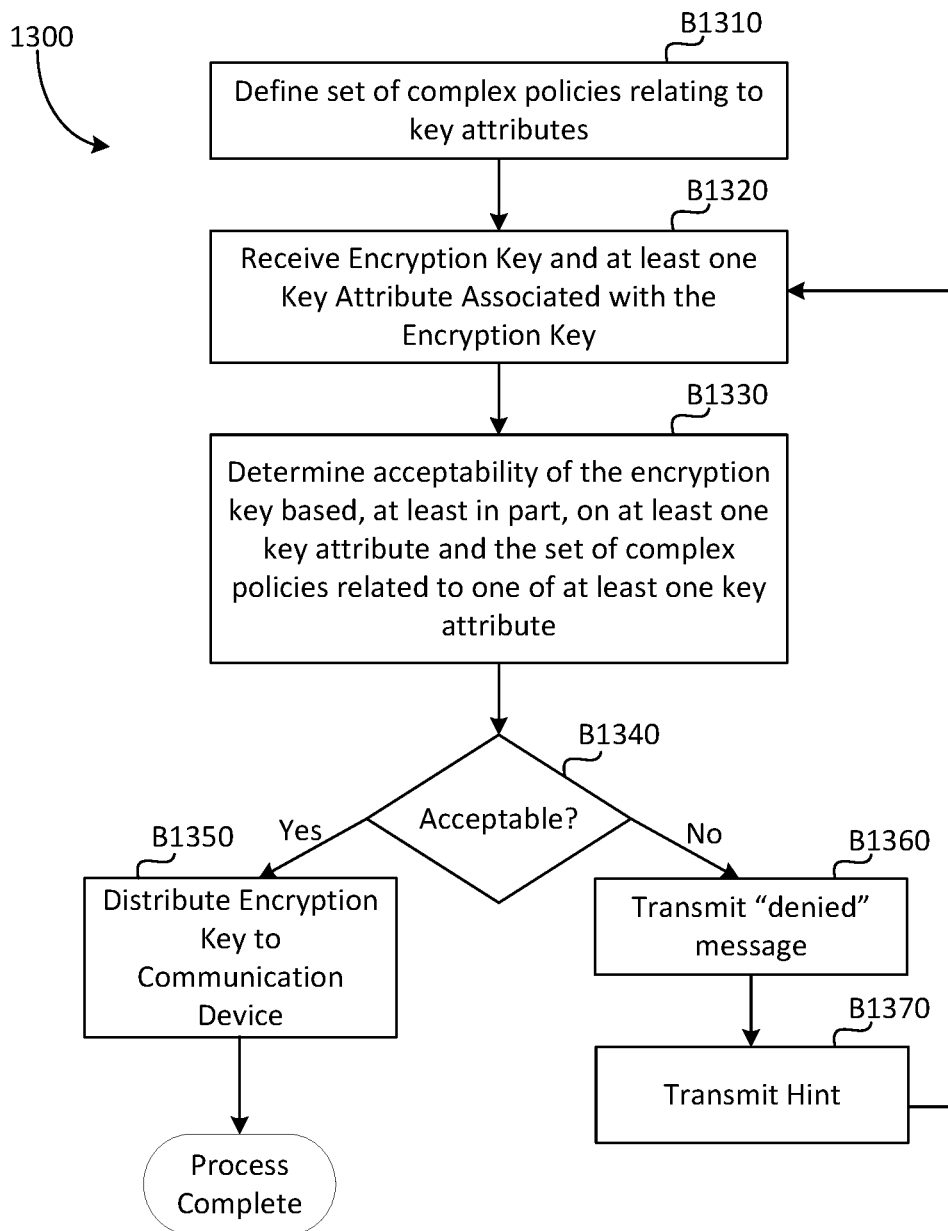 1300
B1310
Define set of complex policies relating to
key attributes
B1320
Receive Encryption Key and at least one
Key Attribute Associated with the
Encryption Key
B1330
Determine acceptability of the encryption
key based, at least in part, on at least one
key attribute and the set of complex
policies related to one of at least one key
attribute
B1340
Acceptable?
Yes
No
B1350
Distribute Encryption
Key to
Communication
Device
B1360
Transmit “denied”
message
B1370
Transmit Hint
Process
Complete